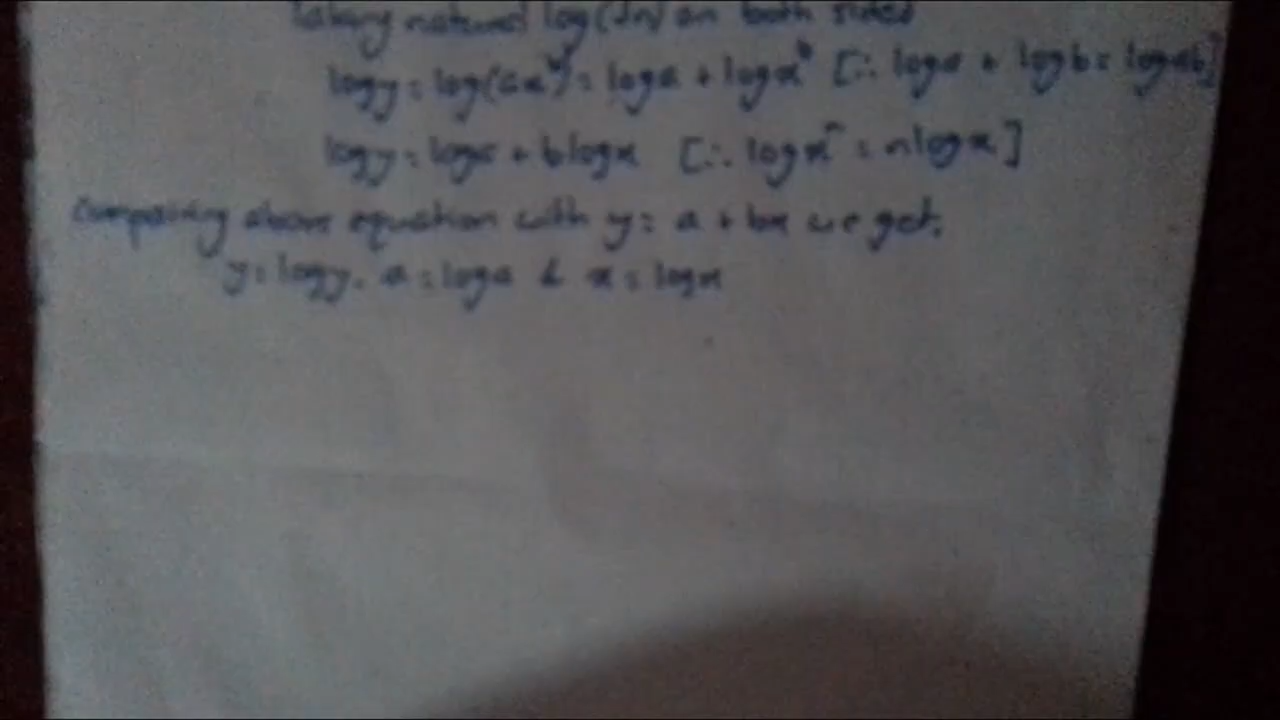 Taking natural log(ln) on both sides
logy = log(ax^b) = loga + logx^b [∵ loga + logb = logab]
logy = loga + blogx [∵ logx^n = nlogx]
Comparing above equation with y = a + bx we get.
y = logy, a = loga & x = logx